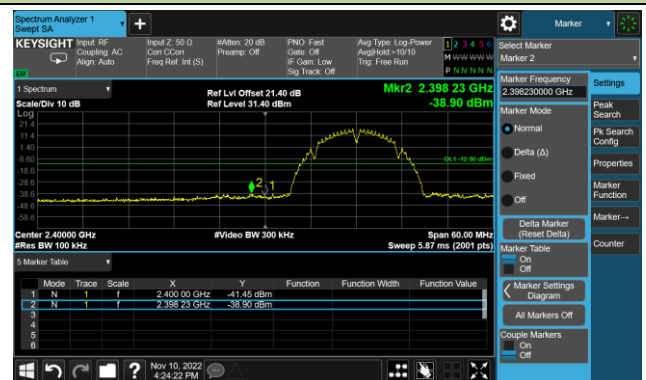 Spectrum Analyzer 1
Swept SA
KEYSIGHT
Input: RF
Coupling: AC
Align: Auto
Input Z: 50 Ω
Corr CCorr
Freq Ref: Int (S)
#Atten: 20 dB
Preamp: Off
PNO: Fast
Gate: Off
IF Gain: Low
Sig Track: Off
Avg Type: Log-Power
Avg|Hold:>10/10
Trig: Free Run
1 2 3 4 5 6
M W W W W W
P N N N N N
LNI
1 Spectrum
Scale/Div 10 dB
Log
Ref Lvl Offset 21.40 dB
Ref Level 31.40 dBm
Mkr2 2.398 23 GHz
-38.90 dBm
21.4
11.4
1.40
-8.60
-18.6
-28.6
-38.6
-48.6
-58.6
DL1 -12.90 dBm
2
1
Center 2.40000 GHz
#Res BW 100 kHz
#Video BW 300 kHz
Span 60.00 MHz
Sweep 5.87 ms (2001 pts)
5 Marker Table
Mode Trace Scale X Y Function Function Width Function Value
1 N 1 f 2.400 00 GHz -41.45 dBm
2 N 1 f 2.398 23 GHz -38.90 dBm
3
4
5
6
Nov 10, 2022
4:24:22 PM
Marker
Select Marker
Marker 2
Marker Frequency
2.398230000 GHz
Marker Mode
Normal
Delta (Δ)
Fixed
Off
Delta Marker
(Reset Delta)
Marker Table
On
Off
Marker Settings
Diagram
All Markers Off
Couple Markers
On
Off
Settings
Peak
Search
Pk Search
Config
Properties
Marker
Function
Marker→
Counter